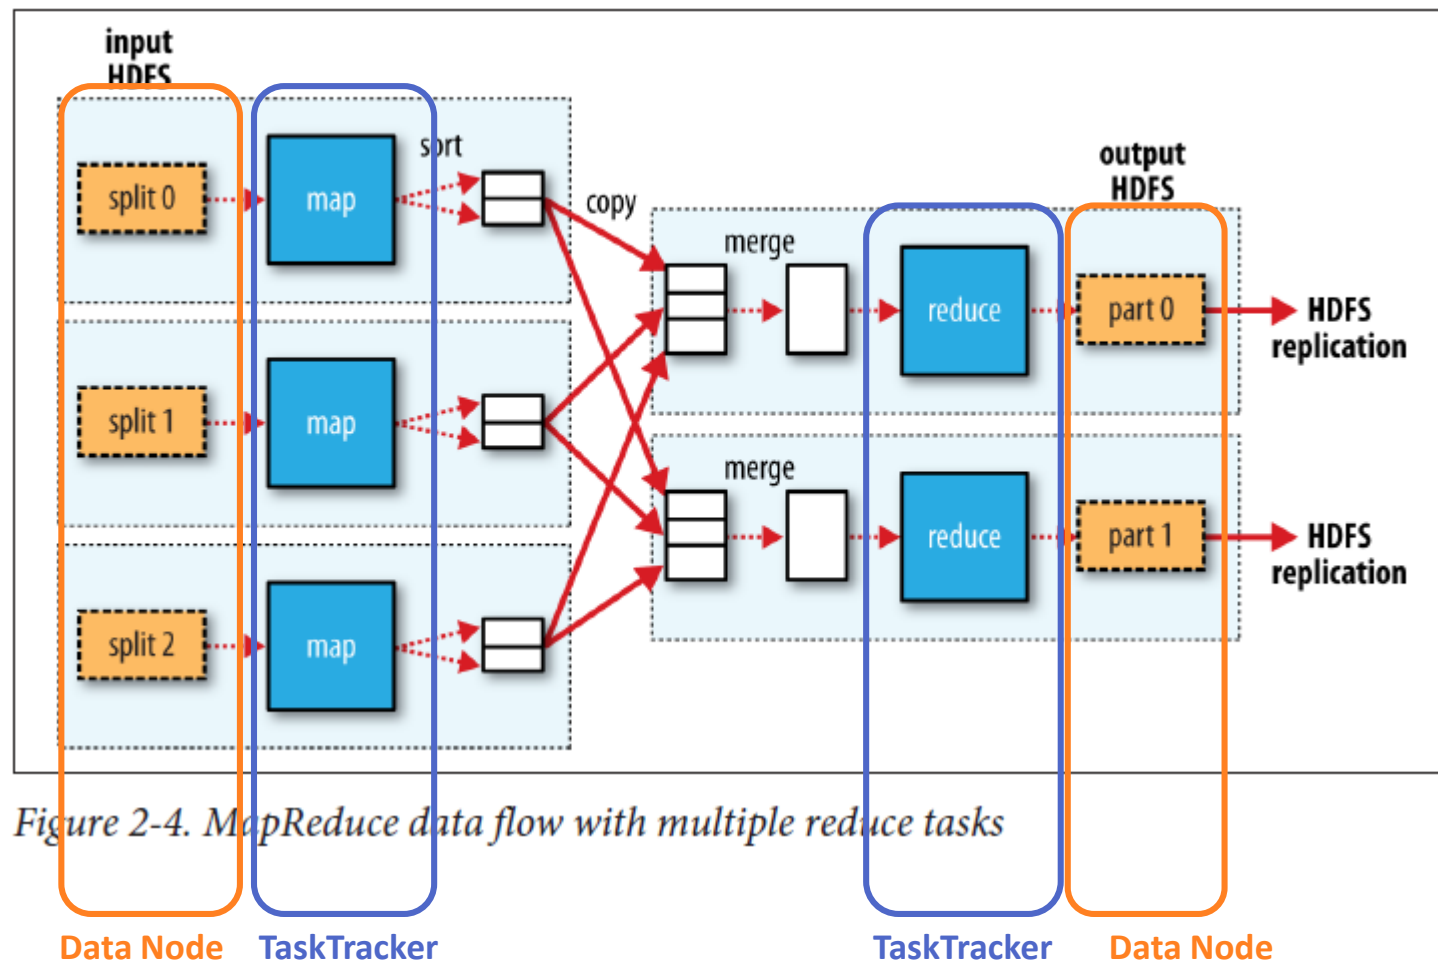 input
HDFS
split 0
map
sort
copy
split 1
map
split 2
map
output
HDFS
merge
reduce
part 0
HDFS
replication
merge
reduce
part 1
HDFS
replication
Figure 2-4. MapReduce data flow with multiple reduce tasks
Data Node
TaskTracker
TaskTracker
Data Node